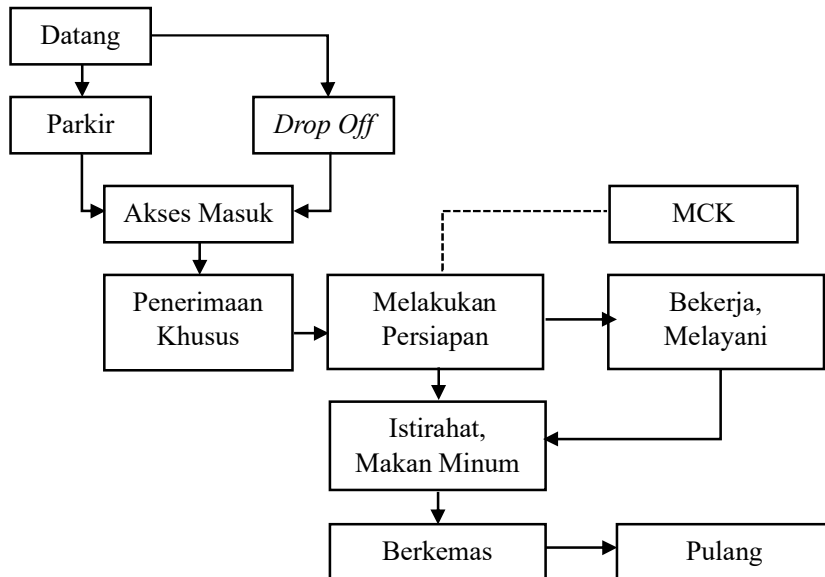 Datang
Parkir
Drop Off
Akses Masuk
MCK
Penerimaan
Khusus
Melakukan
Persiapan
Bekerja,
Melayani
Istirahat,
Makan Minum
Berkemas
Pulang